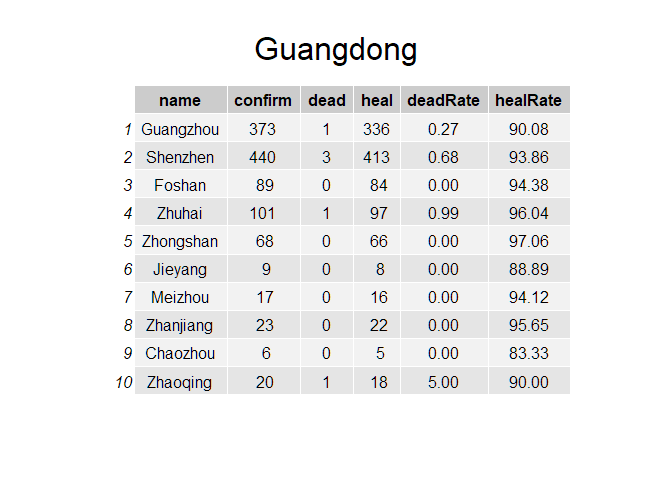 Guangdong
name confirm dead heal deadRate healRate
1 Guangzhou 373 1 336 0.27 90.08
2 Shenzhen 440 3 413 0.68 93.86
3 Foshan 89 0 84 0.00 94.38
4 Zhuhai 101 1 97 0.99 96.04
5 Zhongshan 68 0 66 0.00 97.06
6 Jieyang 9 0 8 0.00 88.89
7 Meizhou 17 0 16 0.00 94.12
8 Zhanjiang 23 0 22 0.00 95.65
9 Chaozhou 6 0 5 0.00 83.33
10 Zhaoqing 20 1 18 5.00 90.00